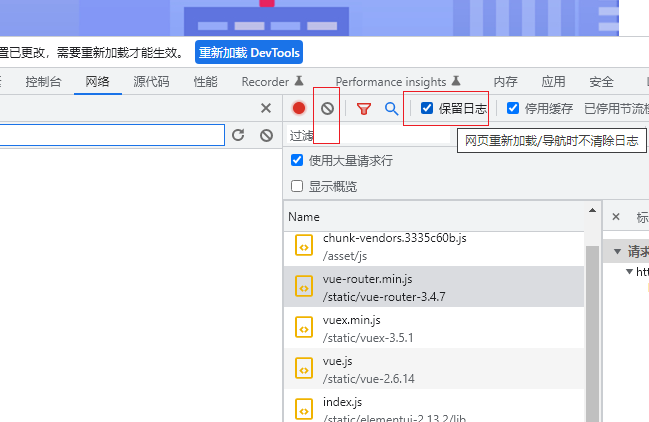 置已更改，需要重新加载才能生效。 重新加载 DevTools
控制台 网络 源代码 性能 Recorder Performance insights 内存 应用 安全
保留日志 停用缓存 已停用节流模
过滤
网页重新加载/导航时不清除日志
使用大量请求行
显示概览
Name
× 标
chunk-vendors.3335c60b.js
/asset/js
请求
vue-router.min.js
/static/vue-router-3.4.7
vuex.min.js
/static/vuex-3.5.1
vue.js
/static/vue-2.6.14
index.js
/static/elementui-2.13.2/lib